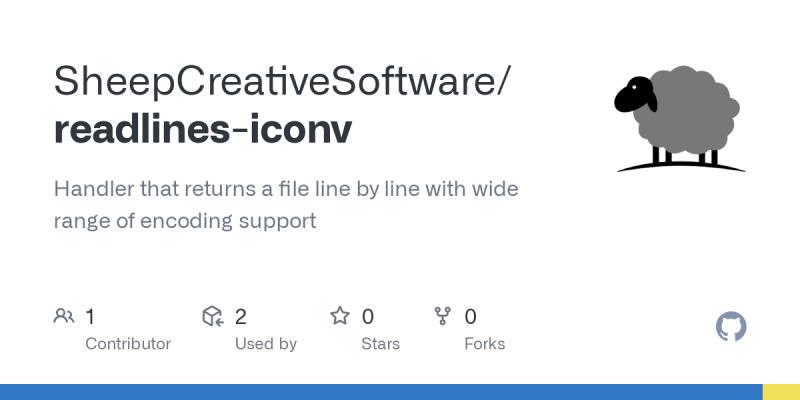 SheepCreativeSoftware/
readlines-iconv
Handler that returns a file line by line with wide
range of encoding support
1 2 0 0
Contributor Used by Stars Forks